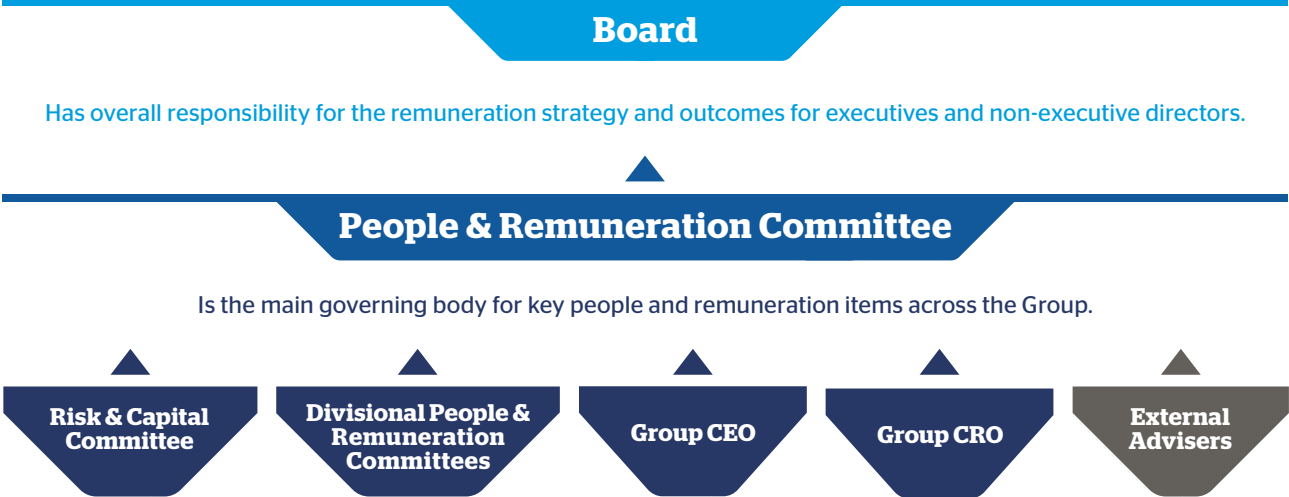 Board
Has overall responsibility for the remuneration strategy and outcomes for executives and non-executive directors.
People & Remuneration Committee
Is the main governing body for key people and remuneration items across the Group.
Risk & Capital
Committee
Divisional People &
Remuneration
Committees
Group CEO
Group CRO
External
Advisers